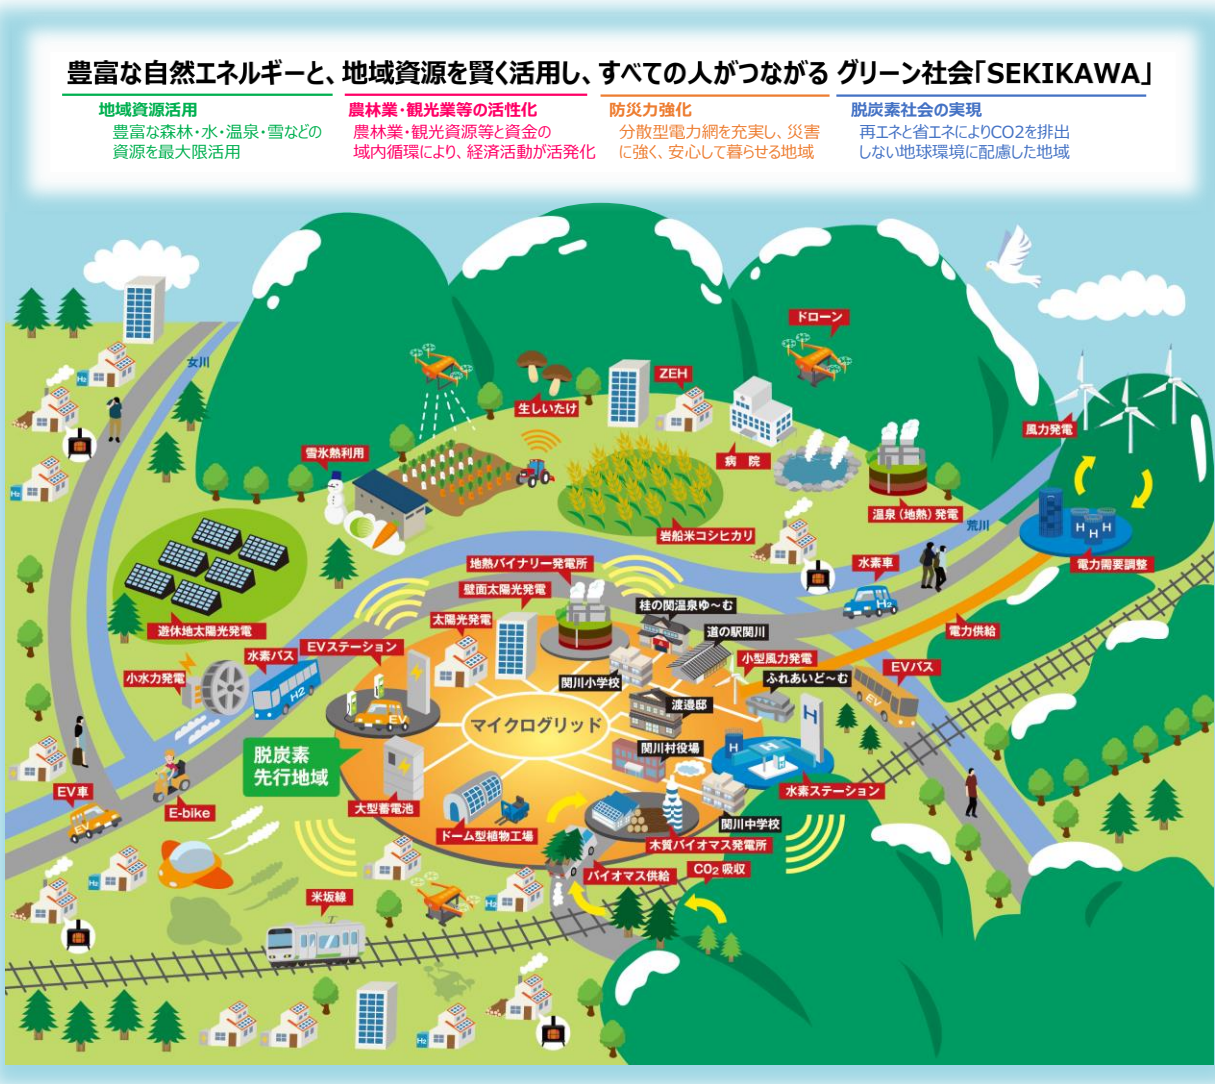 豊富な自然エネルギーと、地域資源を賢く活用し、すべての人がつながる グリーン社会「SEKIKAWA」
地域資源活用
豊富な森林・水・温泉・雪などの
資源を最大限活用
農林業・観光業等の活性化
農林業・観光資源等と資金の
域内循環により、経済活動が活発化
防災力強化
分散型電力網を充実し、災害
に強く、安心して暮らせる地域
脱炭素社会の実現
再エネと省エネによりCO2を排出
しない地球環境に配慮した地域
ドローン
女川
ZEH
生しいたけ
風力発電
雪氷熱利用
病 院
温泉（地熱）発電
荒川
岩船米コシヒカリ
H H
H
電力需要調整
地熱バイナリー発電所
水素車
H2
壁面太陽光発電
桂の関温泉ゆ～む
太陽光発電
道の駅関川
電力供給
遊休地太陽光発電
EVステーション
水素バス
H2
小型風力発電
EVバス
EV
小水力発電
関川小学校
ふれあいど～む
渡邉邸
マイクログリッド
EV
関川村役場
H
H
H
脱炭素
先行地域
水素ステーション
EV車
EV
E-bike
大型蓄電池
ドーム型植物工場
関川中学校
木質バイオマス発電所
バイオマス供給
CO2 吸収
米坂線
H2
H2
H2
H2
H2